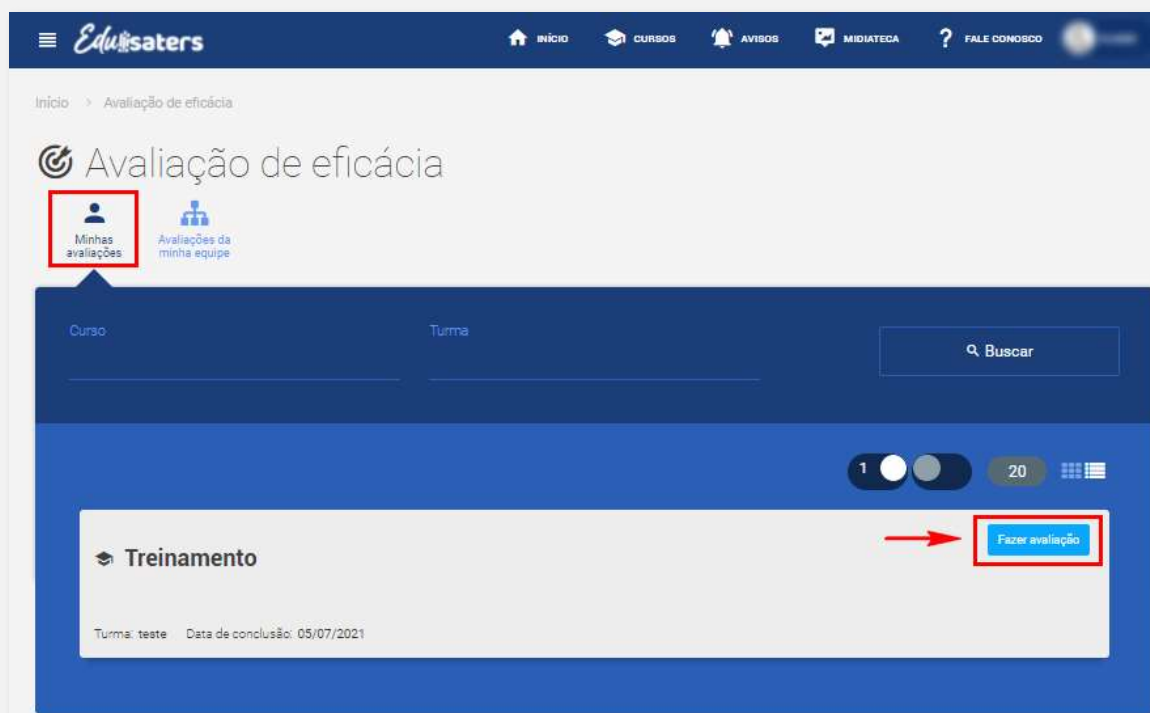 Edulisaters
INÍCIO
CURSOS
AVISOS
MIDIATECA
? FALE CONOSCO
Início > Avaliação de eficácia
Avaliação de eficácia
Minhas
avaliações
Avaliações da
minha equipe
Curso
Turma
Buscar
1
20
Treinamento
Fazer avaliação
Turma: teste Data de conclusão: 05/07/2021